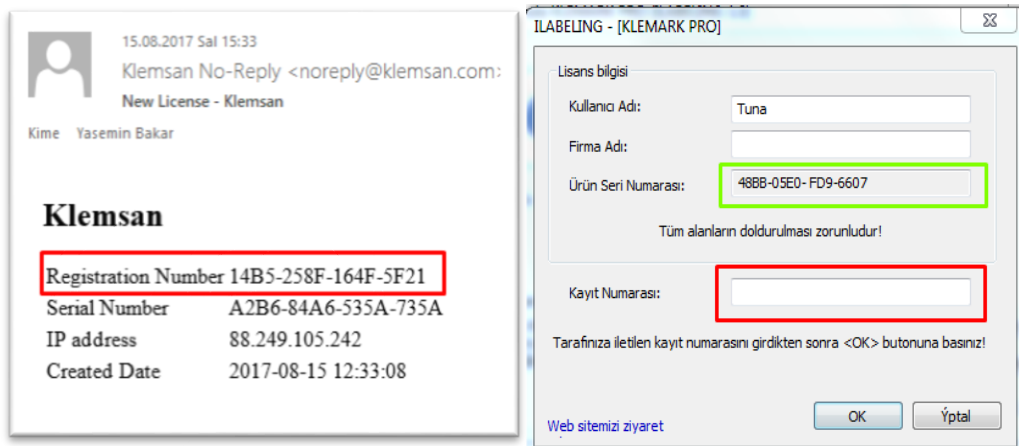 15.08.2017 Sal 15:33
Klemsan No-Reply <noreply@klemsan.com>
New License - Klemsan
Kime Yasemin Bakar
Klemsan
Registration Number 14B5-258F-164F-5F21
Serial Number A2B6-84A6-535A-735A
IP address 88.249.105.242
Created Date 2017-08-15 12:33:08
ILABELING - [KLEMARK PRO]
Lisans bilgisi
Kullanıcı Adı: Tuna
Firma Adı:
Ürün Seri Numarası: 48BB-05E0- FD9-6607
Tüm alanların doldurulması zorunludur!
Kayıt Numarası:
Tarafınıza iletilen kayıt numarasını girdikten sonra <OK> butonuna basınız!
Web sitemizi ziyaret
OK Ýptal